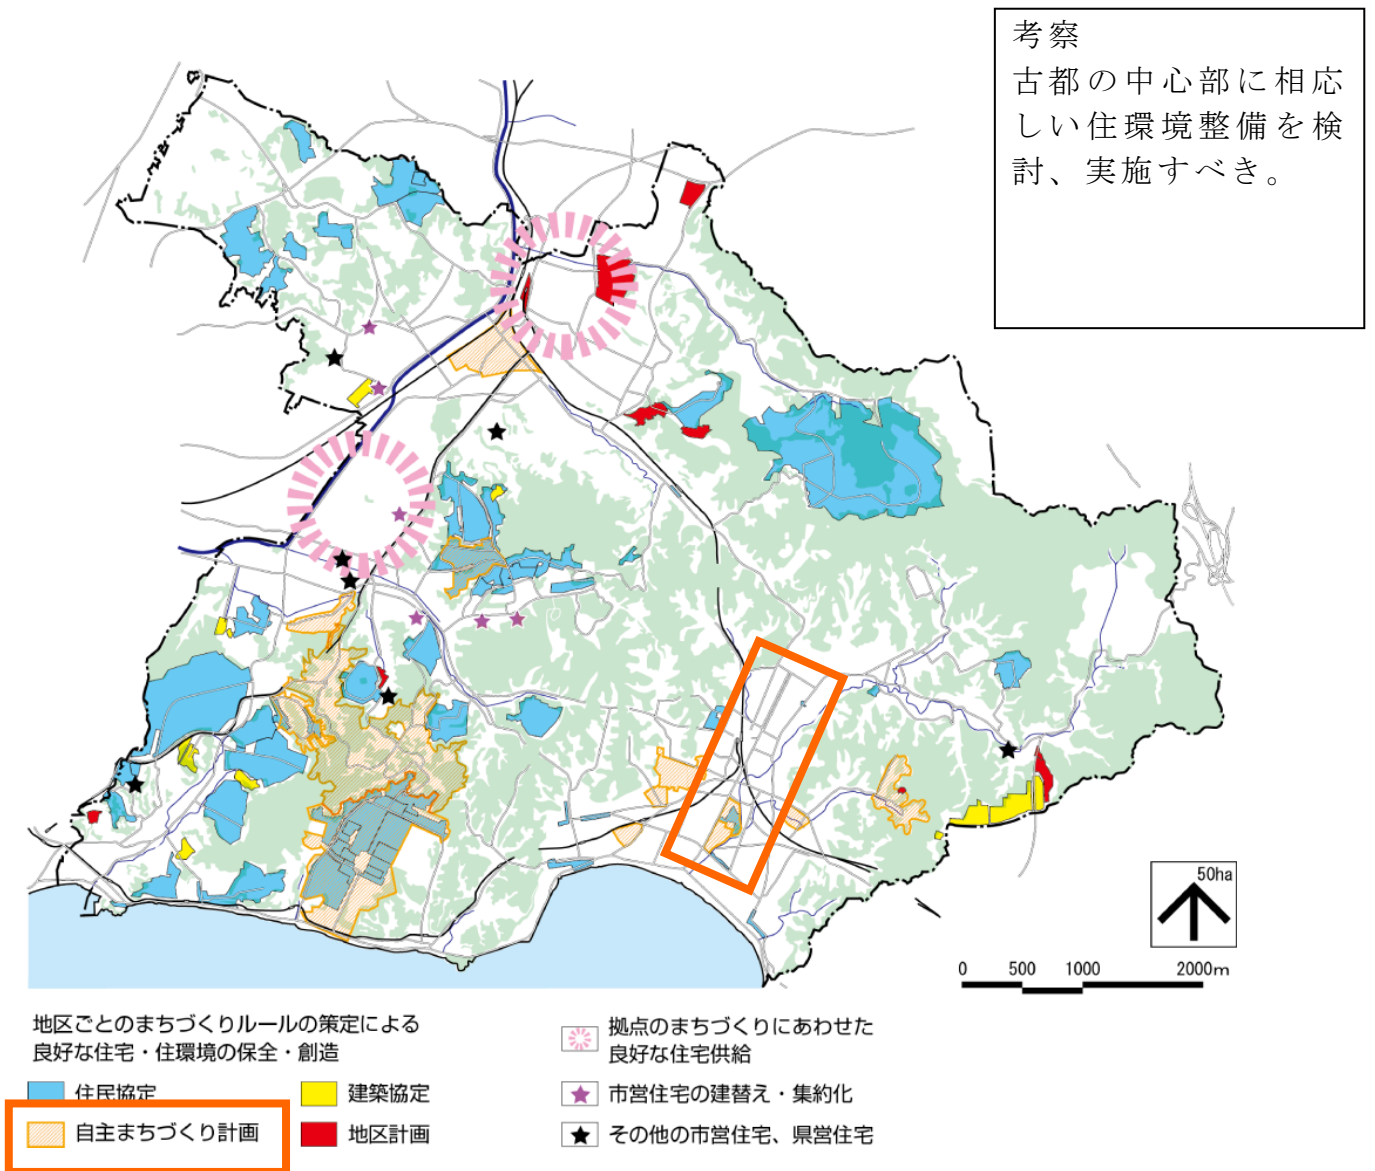 考察
古都の中心部に相応
しい住環境整備を検
討、実施すべき。
50ha
0 500 1000 2000m
地区ごとのまちづくりルールの策定による
良好な住宅・住環境の保全・創造
住民協定
建築協定
自主まちづくり計画
地区計画
拠点のまちづくりにあわせた
良好な住宅供給
市営住宅の建替え・集約化
その他の市営住宅、県営住宅